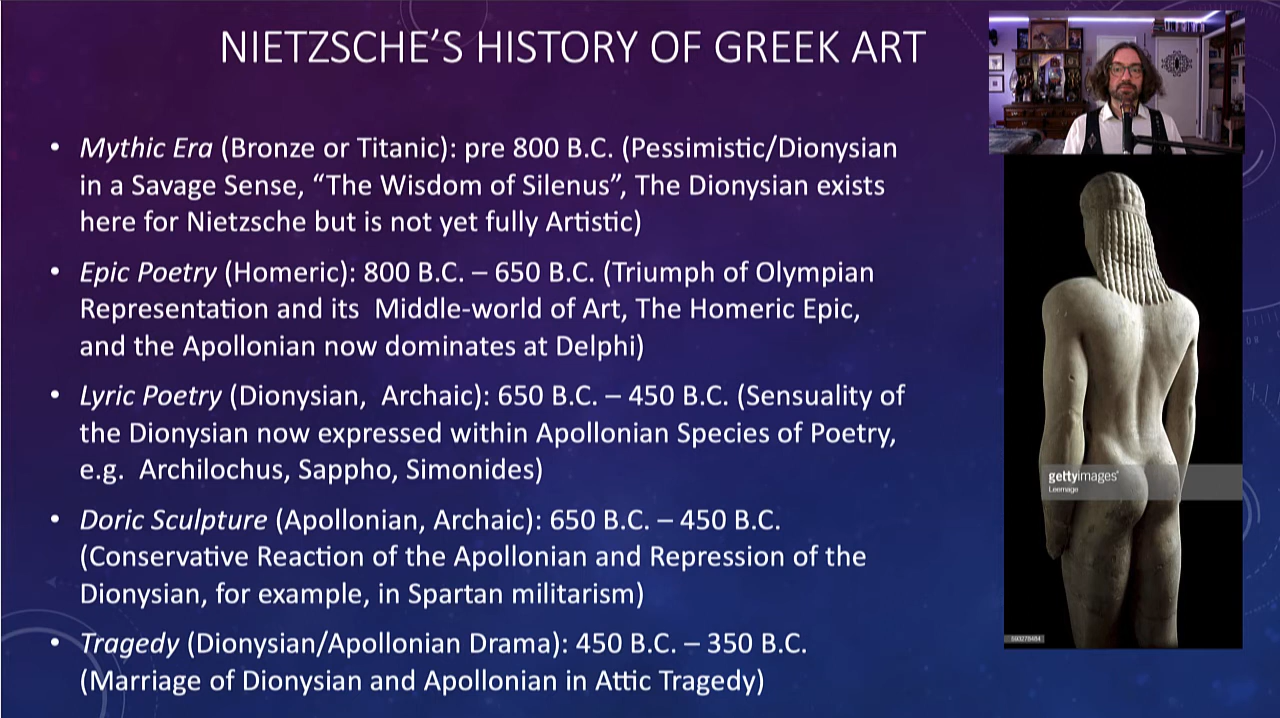 NIETZSCHE'S HISTORY OF GREEK ART
• Mythic Era (Bronze or Titanic): pre 800 B.C. (Pessimistic/Dionysian
in a Savage Sense, “The Wisdom of Silenus”, The Dionysian exists
here for Nietzsche but is not yet fully Artistic)
• Epic Poetry (Homeric): 800 B.C. – 650 B.C. (Triumph of Olympian
Representation and its  Middle-world of Art, The Homeric Epic,
and the Apollonian now dominates at Delphi)
• Lyric Poetry (Dionysian,  Archaic): 650 B.C. – 450 B.C. (Sensuality of
the Dionysian now expressed within Apollonian Species of Poetry,
e.g.  Archilochus, Sappho, Simonides)
• Doric Sculpture (Apollonian, Archaic): 650 B.C. – 450 B.C.
(Conservative Reaction of the Apollonian and Repression of the
Dionysian, for example, in Spartan militarism)
• Tragedy (Dionysian/Apollonian Drama): 450 B.C. – 350 B.C.
(Marriage of Dionysian and Apollonian in Attic Tragedy)
gettyimages
Leemage